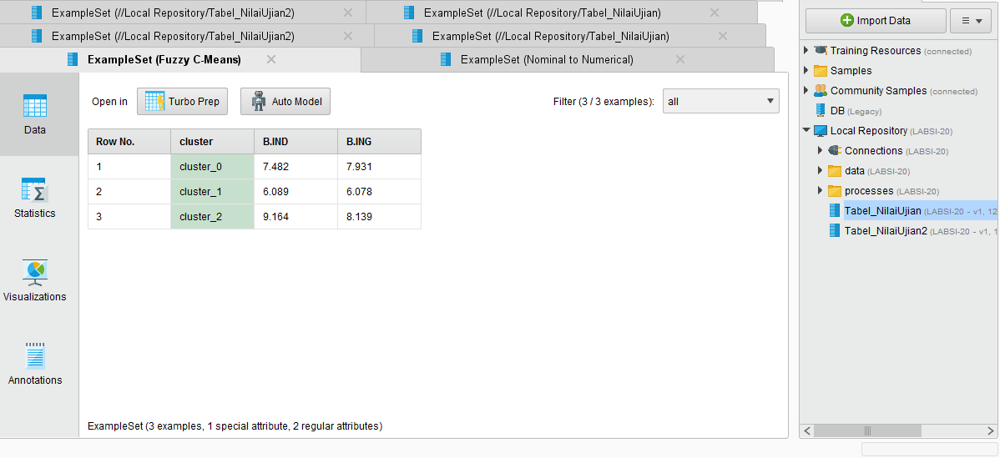 ExampleSet (//Local Repository/Tabel_NilaiUjian2)
ExampleSet (//Local Repository/Tabel_NilaiUjian)
ExampleSet (//Local Repository/Tabel_NilaiUjian2)
ExampleSet (//Local Repository/Tabel_NilaiUjian)
ExampleSet (Fuzzy C-Means)
ExampleSet (Nominal to Numerical)
Data
Statistics
Visualizations
Annotations
Open in
Turbo Prep
Auto Model
Filter (3 / 3 examples):
all
Row No. cluster B.IND B.ING
1 cluster_0 7.482 7.931
2 cluster_1 6.089 6.078
3 cluster_2 9.164 8.139
ExampleSet (3 examples, 1 special attribute, 2 regular attributes)
Import Data
Training Resources (connected)
Samples
Community Samples (connected)
DB (Legacy)
Local Repository (LABSI-20)
Connections (LABSI-20)
data (LABSI-20)
processes (LABSI-20)
Tabel_NilaiUjian (LABSI-20 - v1, 12
Tabel_NilaiUjian2 (LABSI-20 - v1, 1